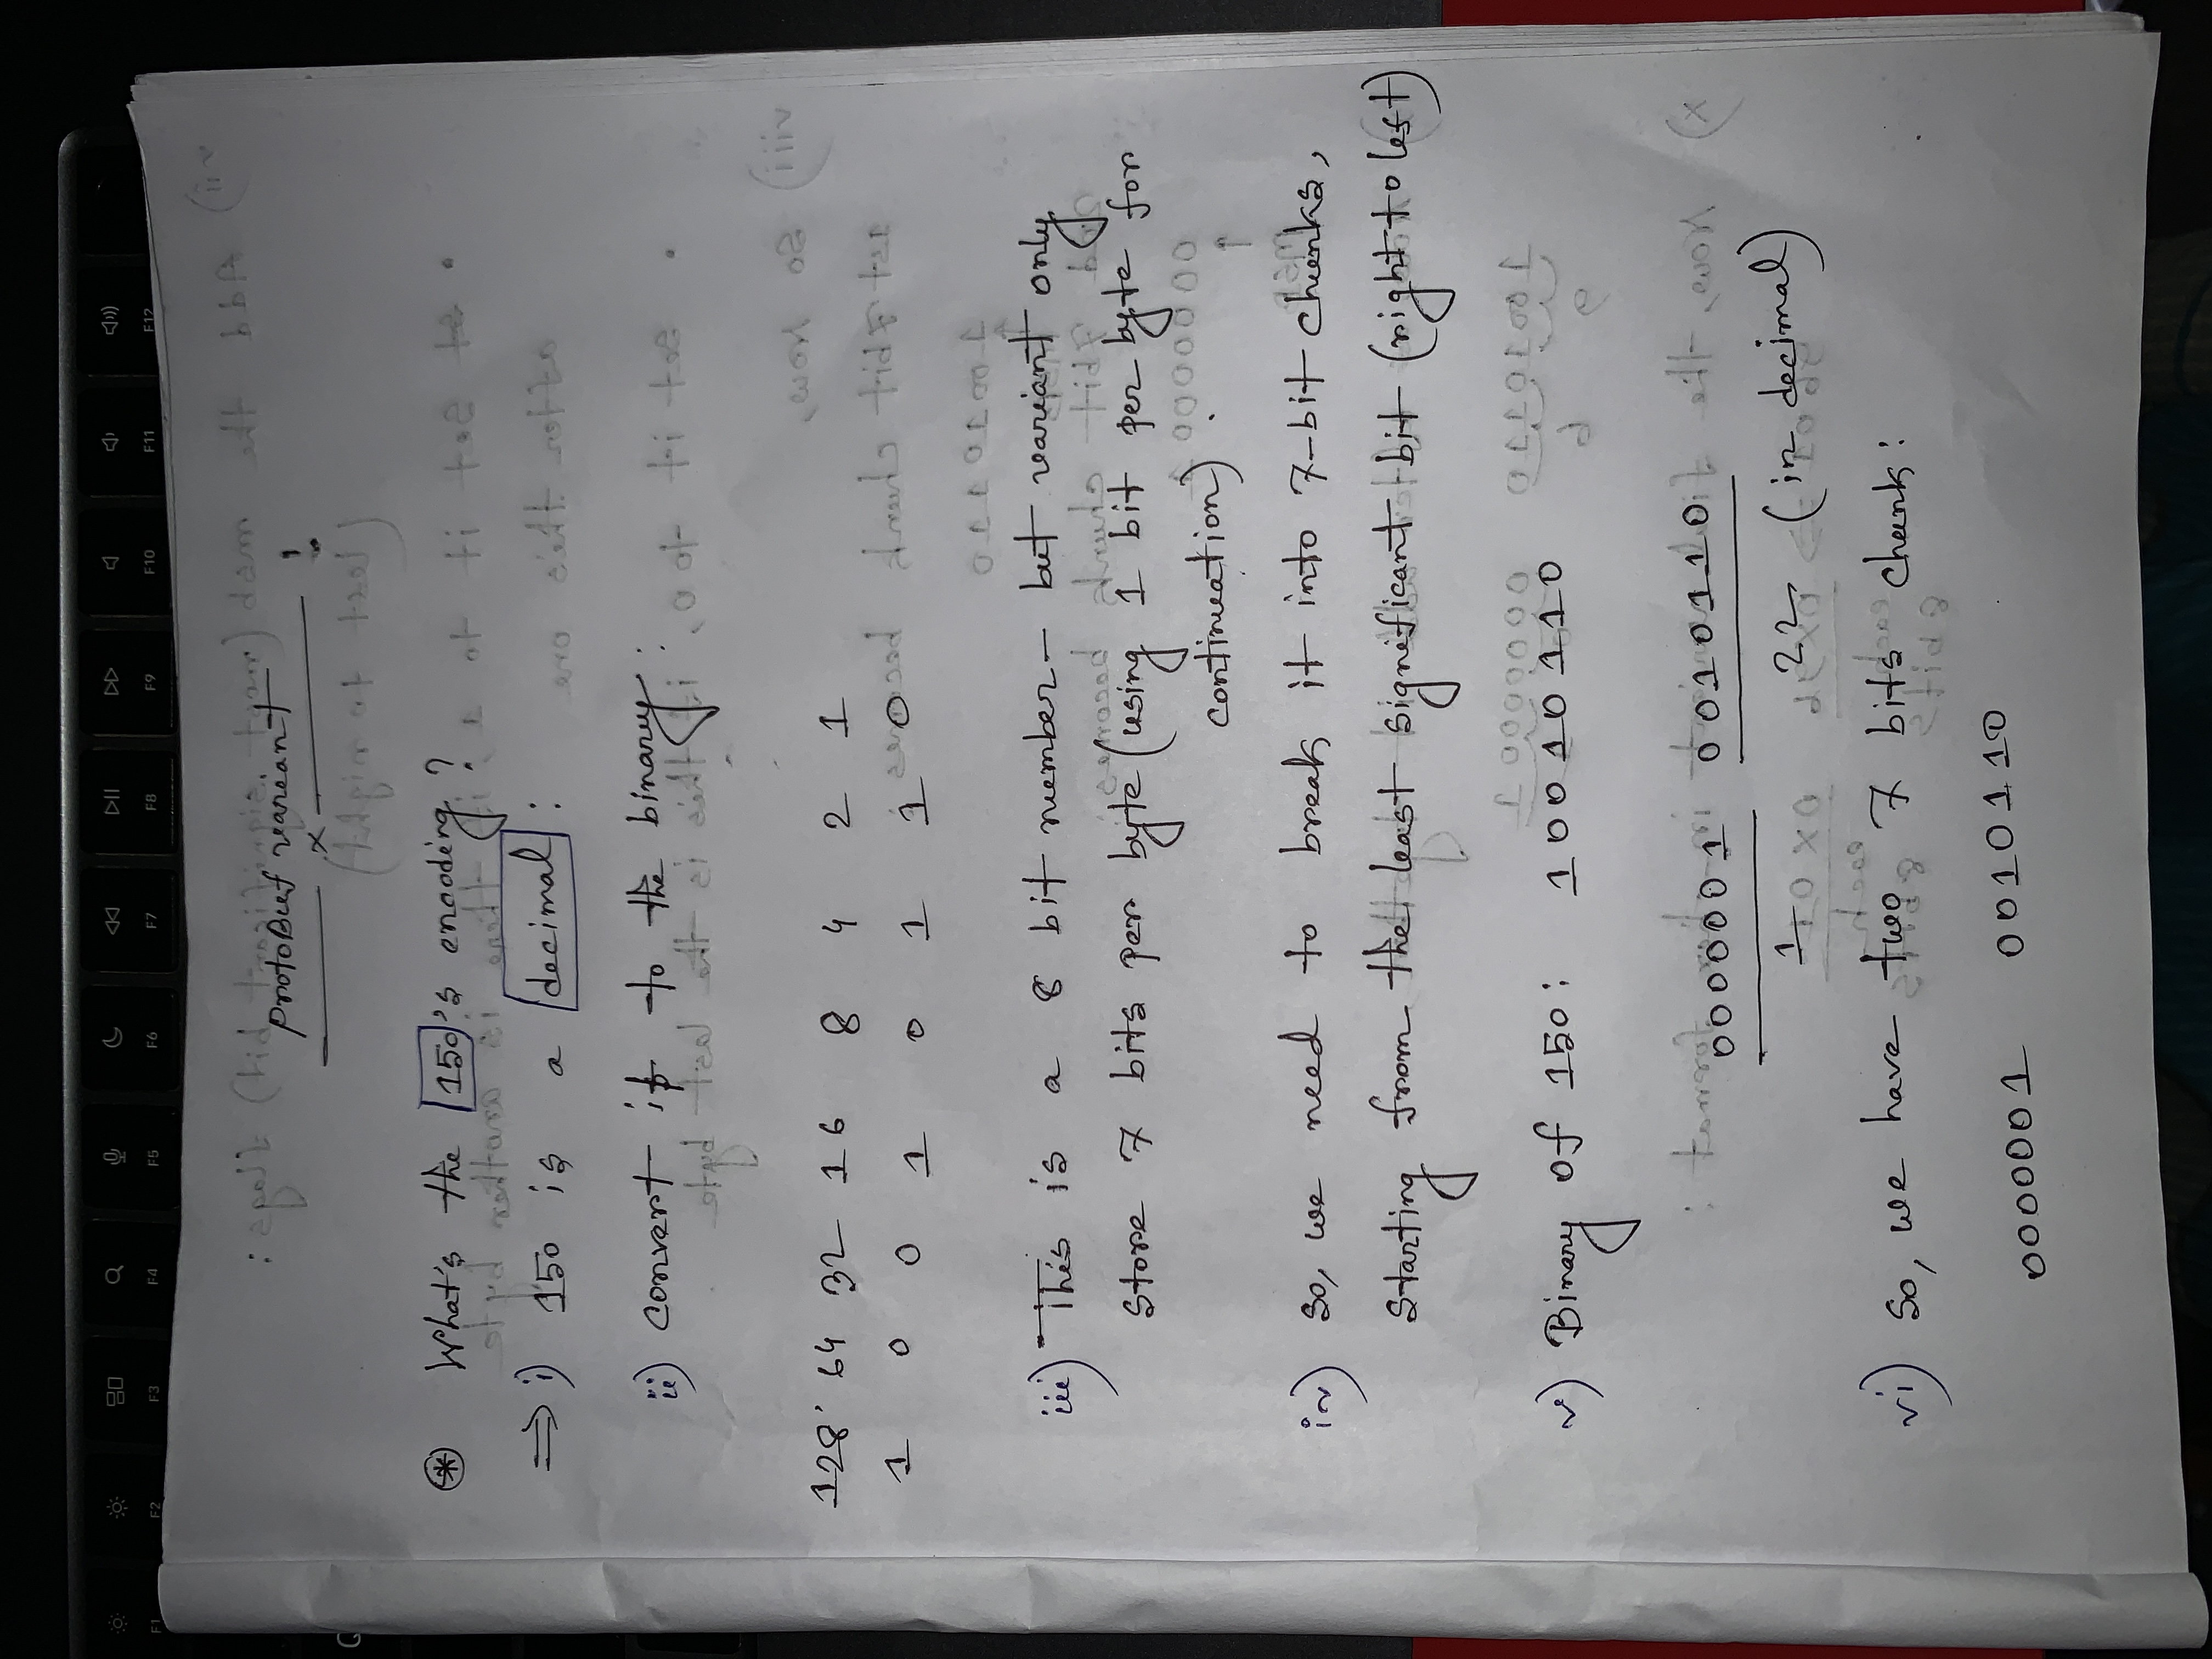 F1 F2 F3 F4 F5 F6 F7 F8 F9 F10 F11 F12
Q
ProtoBuf variant
x
* What's the 150's encoding?
⇒ i) 150 is a decimal:
ii) convert it to the binary:
128 64 32 16 8 4 2 1
1 0 0 1 0 1 1 0
iii) This is a 8 bit number - but variant only
store 7 bits per byte (using 1 bit per byte for
continuation).
iv) so, we need to break it into 7-bit chunks,
starting from the least significant bit (right to left)
v) Binary of 150: 10010110
0000001 0010110
1 22 (in decimal)
vi) so, we have two 7 bits chunk:
0000001 0010110